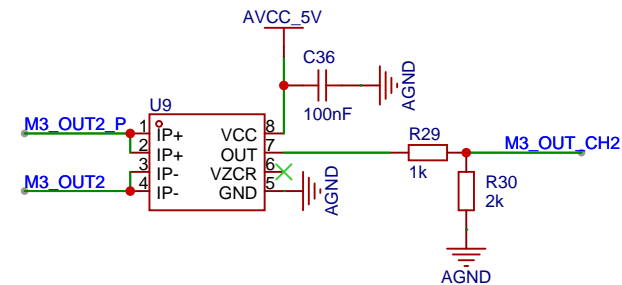 AVCC_5V
C36
100nF
AGND
U9
M3_OUT2_P
1 IP+ VCC 8
2 IP+ OUT 7
3 IP- VZCR 6
4 IP- GND 5
M3_OUT2
AGND
R29
1k
M3_OUT_CH2
R30
2k
AGND